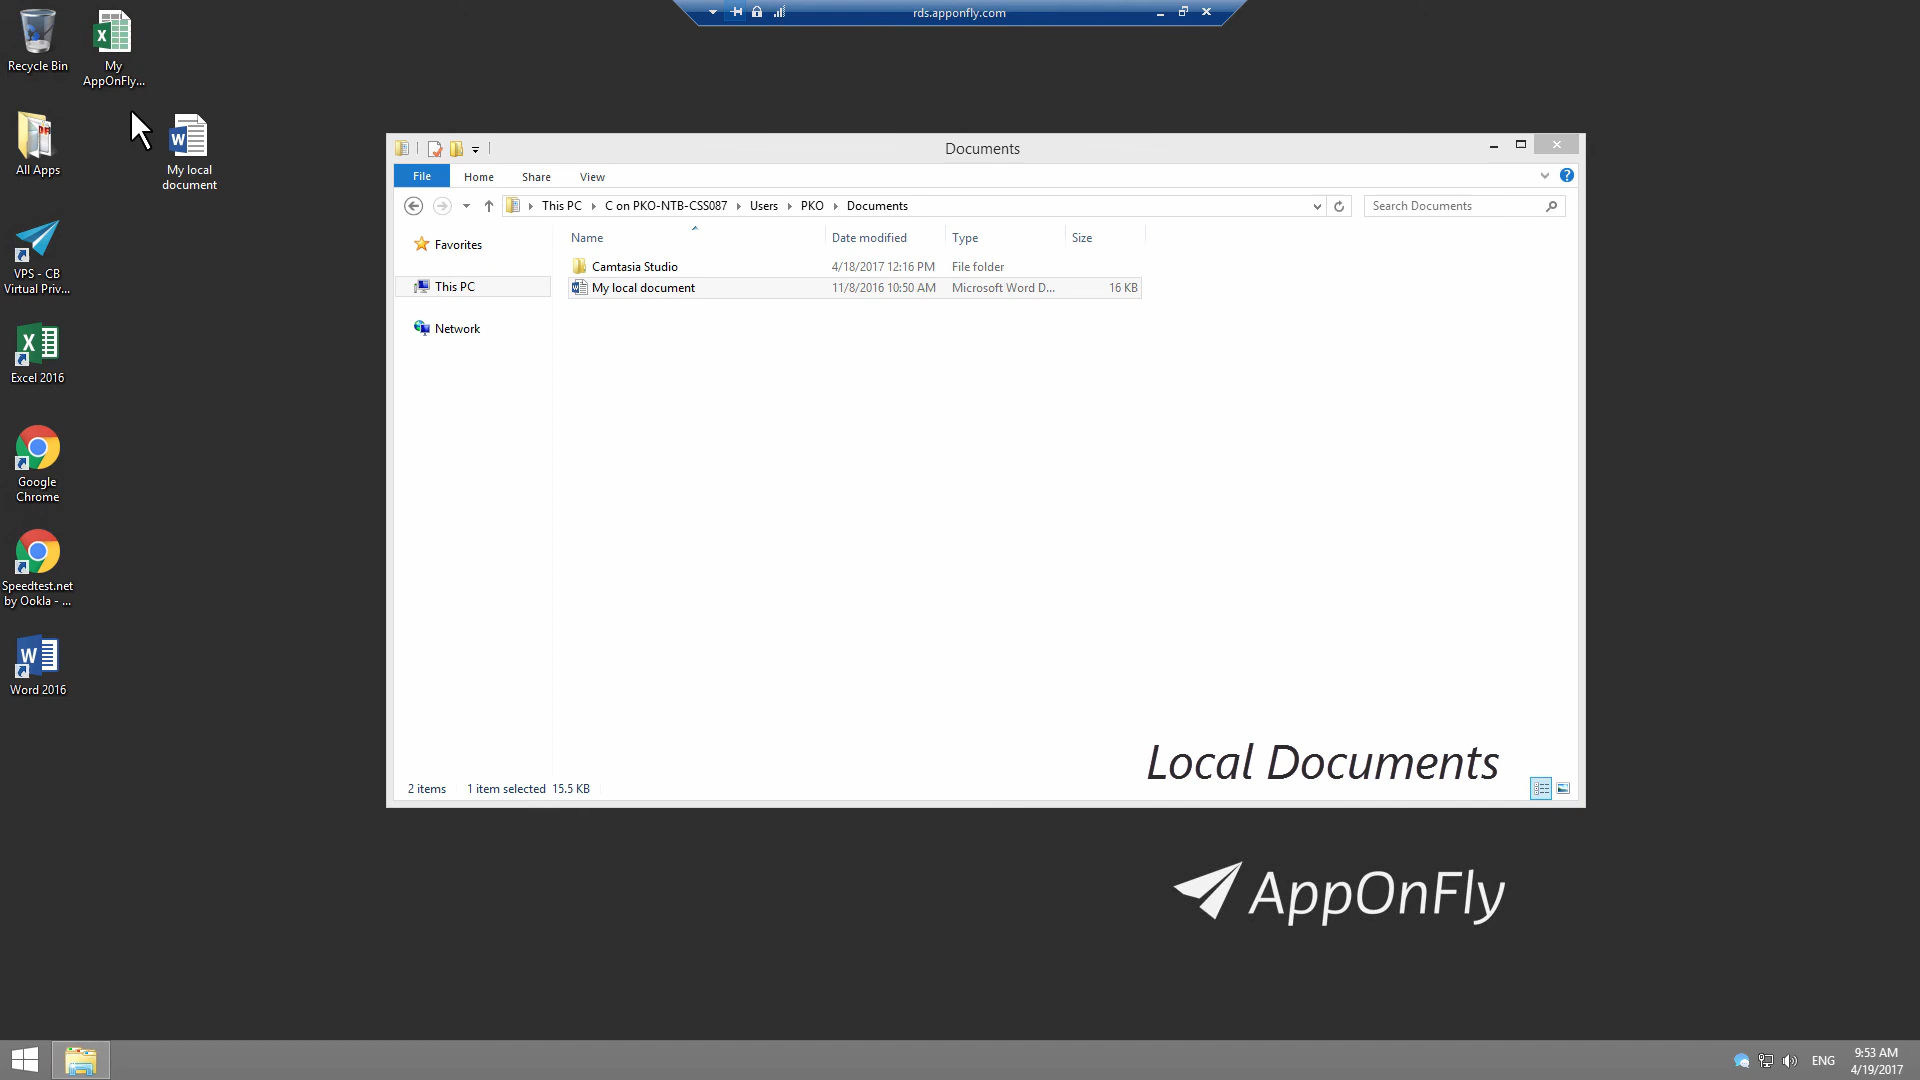 rds.apponfly.com
Recycle Bin
My
AppOnFly...
All Apps
My local
document
VPS - CB
Virtual Priv...
Excel 2016
Google
Chrome
Speedtest.net
by Ookla - ...
Word 2016
Documents
File
Home
Share
View
This PC
C on PKO-NTB-CSS087
Users
PKO
Documents
Search Documents
Favorites
This PC
Network
Name
Date modified
Type
Size
Camtasia Studio
4/18/2017 12:16 PM
File folder
My local document
11/8/2016 10:50 AM
Microsoft Word D...
16 KB
Local Documents
2 items
1 item selected 15.5 KB
AppOnFly
ENG
9:53 AM
4/19/2017